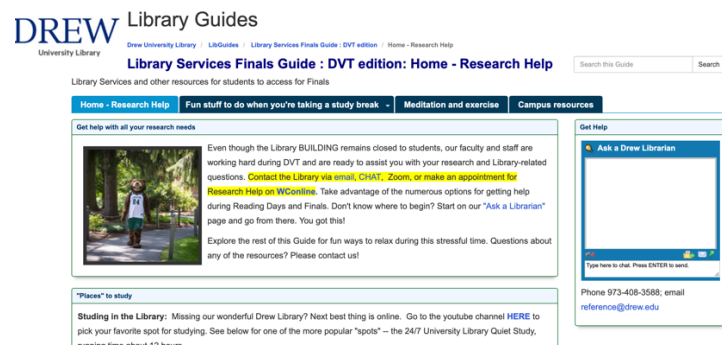 DREW
University Library
Library Guides
Drew University Library / LibGuides / Library Services Finals Guide : DVT edition / Home - Research Help
Library Services Finals Guide : DVT edition: Home - Research Help
Search this Guide
Search
Library Services and other resources for students to access for Finals
Home - Research Help
Fun stuff to do when you're taking a study break
Meditation and exercise
Campus resources
Get help with all your research needs
Even though the Library BUILDING remains closed to students, our faculty and staff are
working hard during DVT and are ready to assist you with your research and Library-related
questions. Contact the Library via email, CHAT, Zoom, or make an appointment for
Research Help on WConline. Take advantage of the numerous options for getting help
during Reading Days and Finals. Don't know where to begin? Start on our "Ask a Librarian"
page and go from there. You got this!
Explore the rest of this Guide for fun ways to relax during this stressful time. Questions about
any of the resources? Please contact us!
"Places" to study
Studing in the Library: Missing our wonderful Drew Library? Next best thing is online. Go to the youtube channel HERE to
pick your favorite spot for studying. See below for one of the more popular "spots" -- the 24/7 University Library Quiet Study,
running time about 12 hours
Get Help
Ask a Drew Librarian
Type here to chat. Press ENTER to send.
Phone 973-408-3588; email
reference@drew.edu